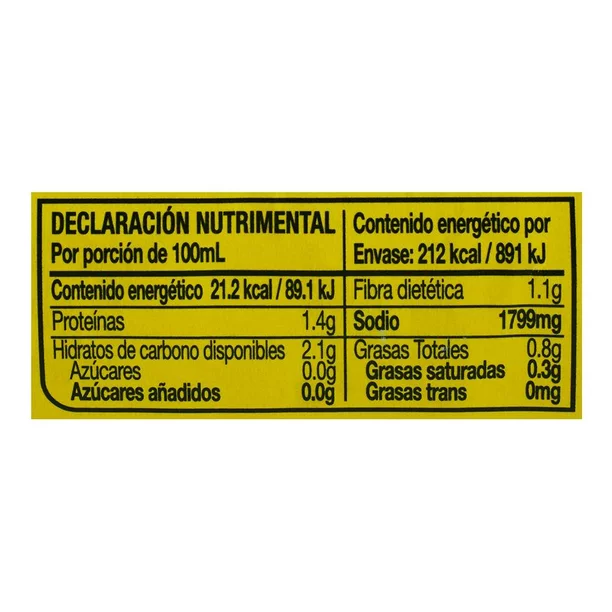 DECLARACIÓN NUTRIMENTAL
Por porción de 100mL
Contenido energético por
Envase: 212 kcal / 891 kJ
Contenido energético 21.2 kcal / 89.1 kJ
Proteínas 1.4g
Hidratos de carbono disponibles 2.1g
Azúcares 0.0g
Azúcares añadidos 0.0g
Fibra dietética 1.1g
Sodio 1799mg
Grasas Totales 0.8g
Grasas saturadas 0.3g
Grasas trans 0mg